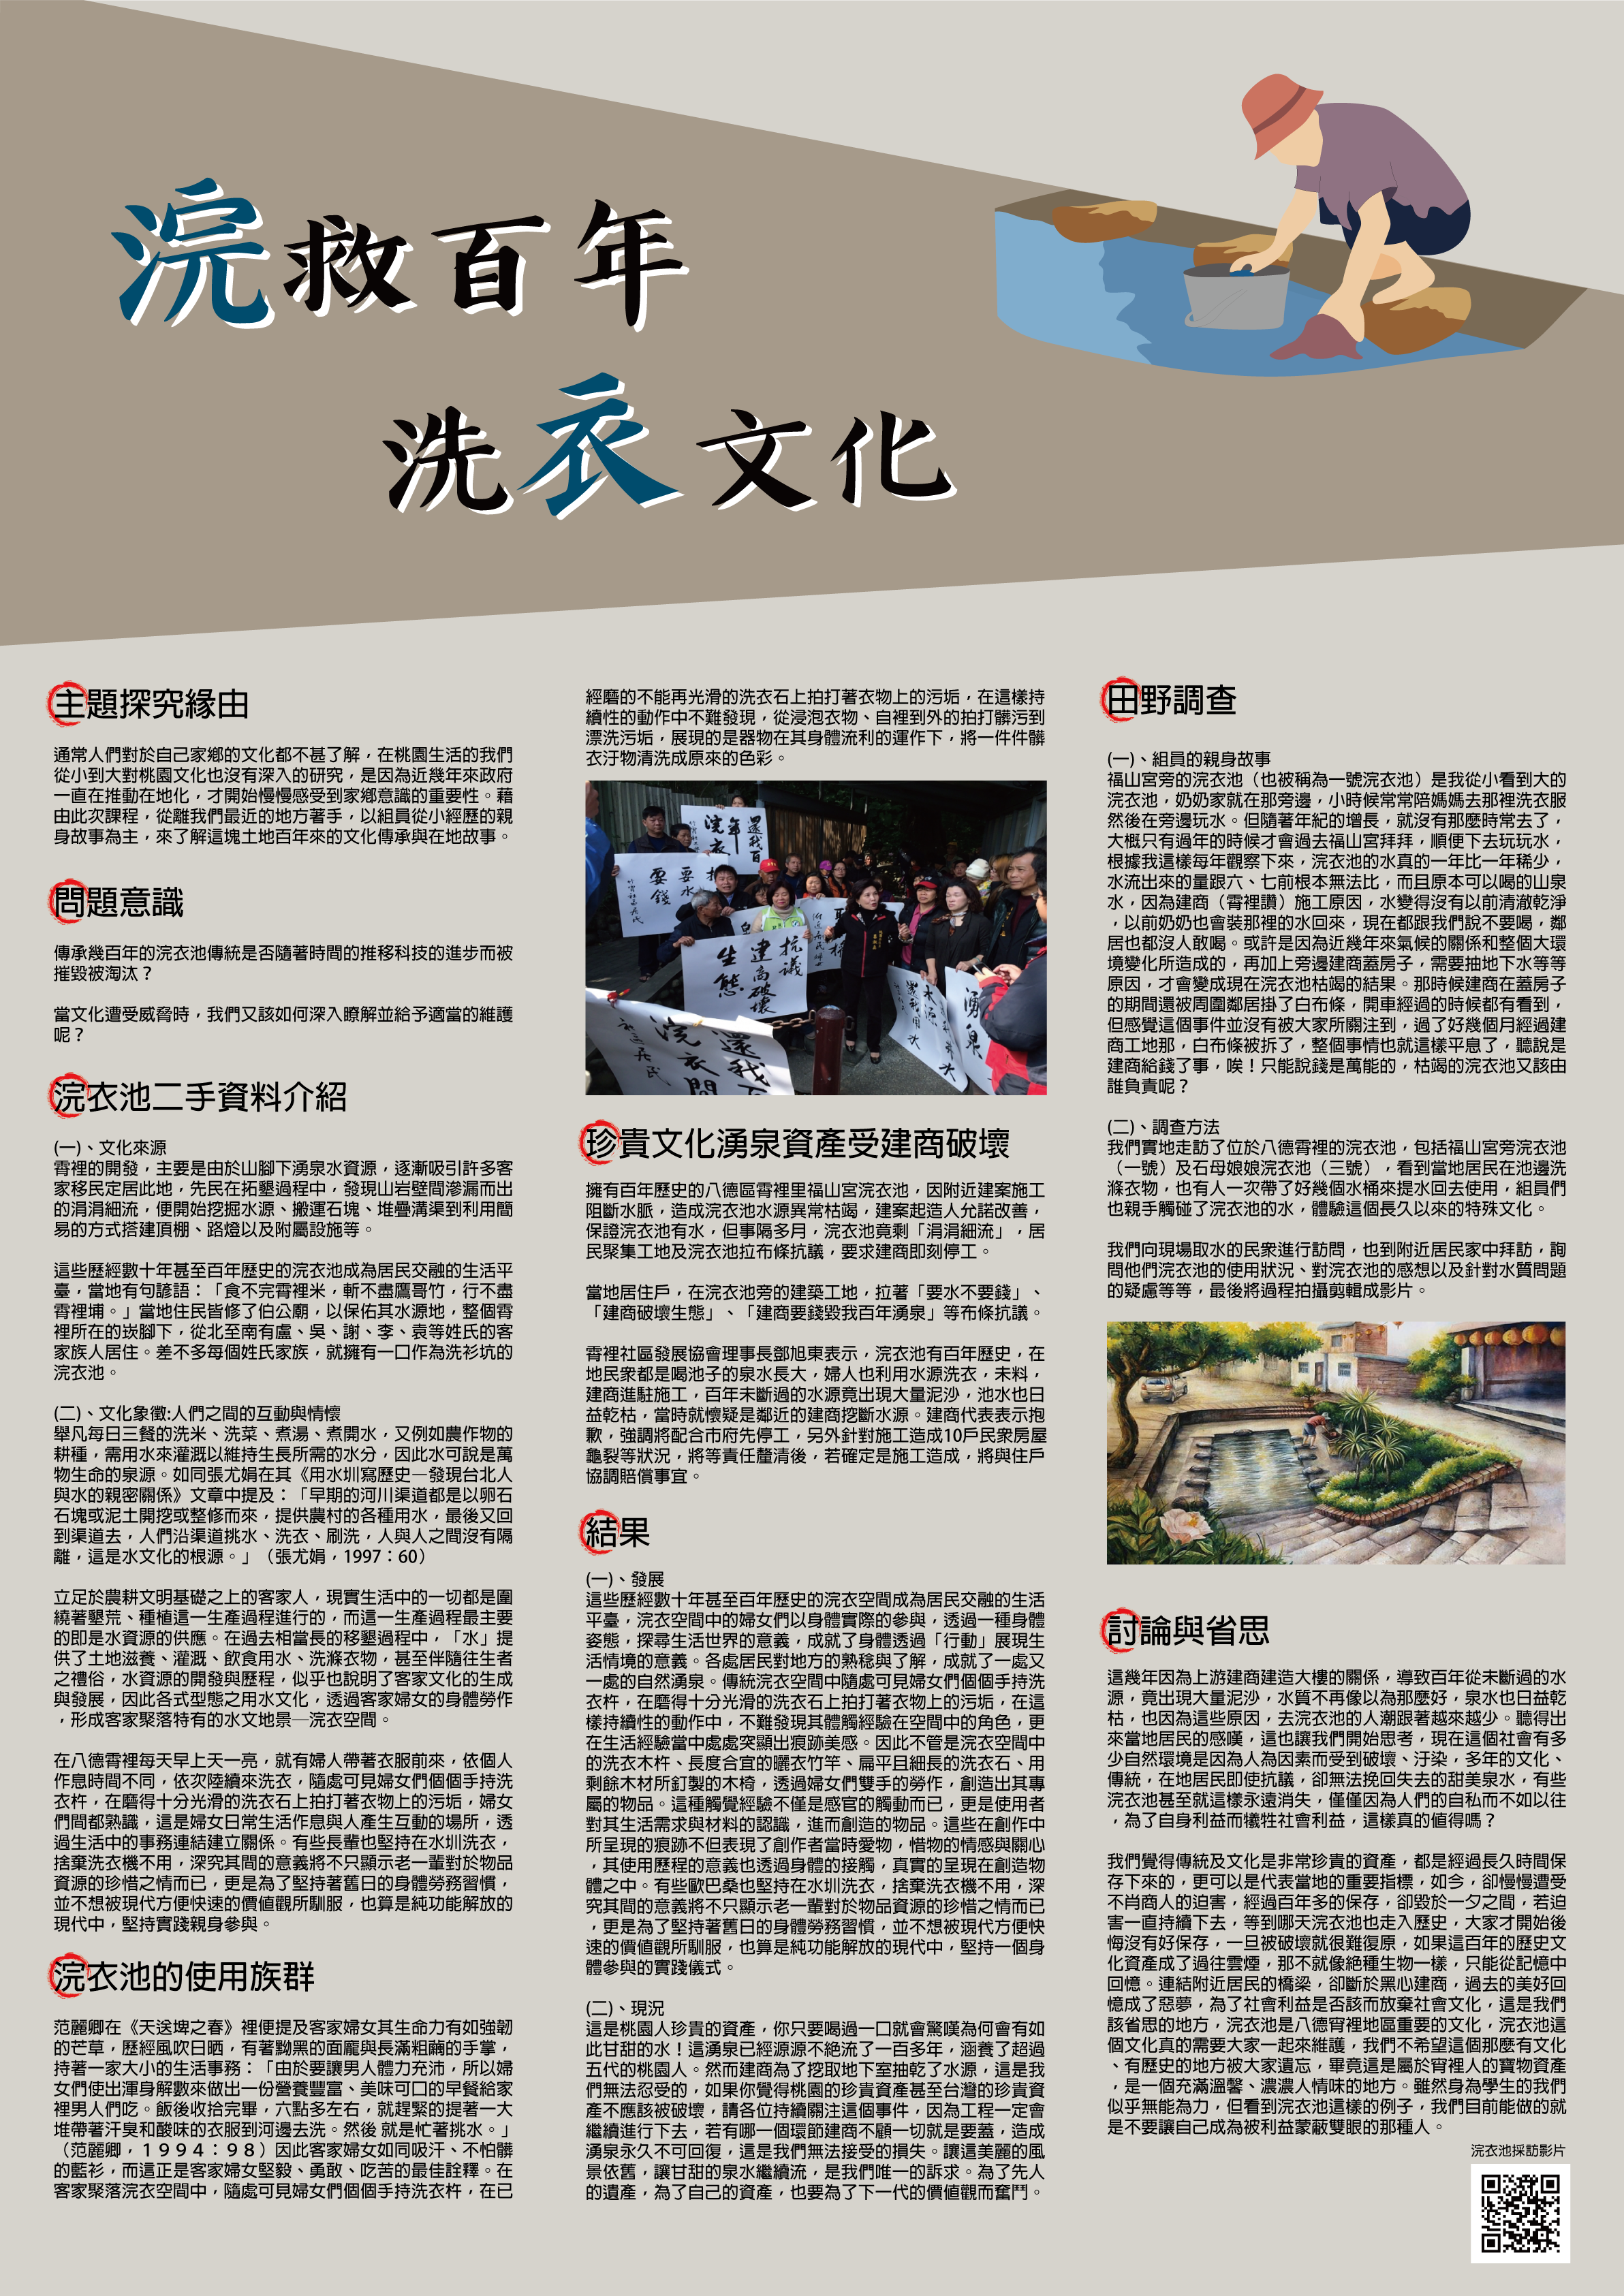 浣救百年
洗衣文化
主題探究緣由
通常人們對於自己家鄉的文化都不甚了解，在桃園生活的我們
從小到大對桃園文化也沒有深入的研究，是因為近幾年來政府
一直在推動在地化，才開始慢慢感受到家鄉意識的重要性。藉
由此次課程，從離我們最近的地方著手，以組員從小經歷的親
身故事為主，來了解這塊土地百年來的文化傳承與在地故事。
問題意識
傳承幾百年的浣衣池傳統是否隨著時間的推移科技的進步而被
摧毀被淘汰？
當文化遭受威脅時，我們又該如何深入瞭解並給予適當的維護
呢？
浣衣池二手資料介紹
(一)、文化來源
霄裡的開發，主要是由於山腳下湧泉水資源，逐漸吸引許多客
家移民定居此地，先民在拓墾過程中，發現山岩壁間滲漏而出
的涓涓細流，便開始挖掘水源、搬運石塊、堆疊溝渠到利用簡
易的方式搭建頂棚、路燈以及附屬設施等。
這些歷經數十年甚至百年歷史的浣衣池成為居民交融的生活平
臺，當地有句諺語：「食不完霄裡米，斬不盡鷹哥竹，行不盡
霄裡埔。」當地住民皆修了伯公廟，以保佑其水源地，整個霄
裡所在的崁腳下，從北至南有盧、吳、謝、李、袁等姓氏的客
家族人居住。差不多每個姓氏家族，就擁有一口作為洗衫坑的
浣衣池。
(二)、文化象徵:人們之間的互動與情懷
舉凡每日三餐的洗米、洗菜、煮湯、煮開水，又例如農作物的
耕種，需用水來灌溉以維持生長所需的水分，因此水可說是萬
物生命的泉源。如同張尤娟在其《用水圳寫歷史—發現台北人
與水的親密關係》文章中提及：「早期的河川渠道都是以卵石
石塊或泥土開挖或整修而來，提供農村的各種用水，最後又回
到渠道去，人們沿渠道挑水、洗衣、刷洗，人與人之間沒有隔
離，這是水文化的根源。」（張尤娟，1997：60）
立足於農耕文明基礎之上的客家人，現實生活中的一切都是圍
繞著墾荒、種植這一生產過程進行的，而這一生產過程最主要
的即是水資源的供應。在過去相當長的移墾過程中，「水」提
供了土地滋養、灌溉、飲食用水、洗滌衣物，甚至伴隨往生者
之禮俗，水資源的開發與歷程，似乎也說明了客家文化的生成
與發展，因此各式型態之用水文化，透過客家婦女的身體勞作
，形成客家聚落特有的水文地景─浣衣空間。
在八德霄裡每天早上天一亮，就有婦人帶著衣服前來，依個人
作息時間不同，依次陸續來洗衣，隨處可見婦女們個個手持洗
衣杵，在磨得十分光滑的洗衣石上拍打著衣物上的污垢，婦女
們間都熟識，這是婦女日常生活作息與人產生互動的場所，透
過生活中的事務連結建立關係。有些長輩也堅持在水圳洗衣，
捨棄洗衣機不用，深究其間的意義將不只顯示老一輩對於物品
資源的珍惜之情而已，更是為了堅持著舊日的身體勞務習慣，
並不想被現代方便快速的價值觀所馴服，也算是純功能解放的
現代中，堅持實踐親身參與。
浣衣池的使用族群
范麗卿在《天送埤之春》裡便提及客家婦女其生命力有如強韌
的芒草，歷經風吹日晒，有著黝黑的面龐與長滿粗繭的手掌，
持著一家大小的生活事務：「由於要讓男人體力充沛，所以婦
女們使出渾身解數來做出一份營養豐富、美味可口的早餐給家
裡男人們吃。飯後收拾完畢，六點多左右，就趕緊的提著一大
堆帶著汗臭和酸味的衣服到河邊去洗。然後 就是忙著挑水。」
（范麗卿，１９９４：９８）因此客家婦女如同吸汗、不怕髒
的藍衫，而這正是客家婦女堅毅、勇敢、吃苦的最佳詮釋。在
客家聚落浣衣空間中，隨處可見婦女們個個手持洗衣杵，在已
經磨的不能再光滑的洗衣石上拍打著衣物上的污垢，在這樣持
續性的動作中不難發現，從浸泡衣物、自裡到外的拍打髒污到
漂洗污垢，展現的是器物在其身體流利的運作下，將一件件髒
衣汙物清洗成原來的色彩。
還我百
年
浣衣
要水
要錢
抗議
建商破壞
生態
湧泉
還我百
浣衣間
珍貴文化湧泉資產受建商破壞
擁有百年歷史的八德區霄裡里福山宮浣衣池，因附近建案施工
阻斷水脈，造成浣衣池水源異常枯竭，建案起造人允諾改善，
保證浣衣池有水，但事隔多月，浣衣池竟剩「涓涓細流」，居
民聚集工地及浣衣池拉布條抗議，要求建商即刻停工。
當地居住戶，在浣衣池旁的建築工地，拉著「要水不要錢」、
「建商破壞生態」、「建商要錢毀我百年湧泉」等布條抗議。
霄裡社區發展協會理事長鄧旭東表示，浣衣池有百年歷史，在
地民眾都是喝池子的泉水長大，婦人也利用水源洗衣，未料，
建商進駐施工，百年未斷過的水源竟出現大量泥沙，池水也日
益乾枯，當時就懷疑是鄰近的建商挖斷水源。建商代表表示抱
歉，強調將配合市府先停工，另外針對施工造成10戶民眾房屋
龜裂等狀況，將等責任釐清後，若確定是施工造成，將與住戶
協調賠償事宜。
結果
(一)、發展
這些歷經數十年甚至百年歷史的浣衣空間成為居民交融的生活
平臺，浣衣空間中的婦女們以身體實際的參與，透過一種身體
姿態，探尋生活世界的意義，成就了身體透過「行動」展現生
活情境的意義。各處居民對地方的熟稔與了解，成就了一處又
一處的自然湧泉。傳統浣衣空間中隨處可見婦女們個個手持洗
衣杵，在磨得十分光滑的洗衣石上拍打著衣物上的污垢，在這
樣持續性的動作中，不難發現其體觸經驗在空間中的角色，更
在生活經驗當中處處突顯出痕跡美感。因此不管是浣衣空間中
的洗衣木杵、長度合宜的曬衣竹竿、扁平且細長的洗衣石、用
剩餘木材所釘製的木椅，透過婦女們雙手的勞作，創造出其專
屬的物品。這種觸覺經驗不僅是感官的觸動而已，更是使用者
對其生活需求與材料的認識，進而創造的物品。這些在創作中
所呈現的痕跡不但表現了創作者當時愛物，惜物的情感與關心
，其使用歷程的意義也透過身體的接觸，真實的呈現在創造物
體之中。有些歐巴桑也堅持在水圳洗衣，捨棄洗衣機不用，深
究其間的意義將不只顯示老一輩對於物品資源的珍惜之情而已
，更是為了堅持著舊日的身體勞務習慣，並不想被現代方便快
速的價值觀所馴服，也算是純功能解放的現代中，堅持一個身
體參與的實踐儀式。
(二)、現況
這是桃園人珍貴的資產，你只要喝過一口就會驚嘆為何會有如
此甘甜的水！這湧泉已經源源不絕流了一百多年，涵養了超過
五代的桃園人。然而建商為了挖取地下室抽乾了水源，這是我
們無法忍受的，如果你覺得桃園的珍貴資產甚至台灣的珍貴資
產不應該被破壞，請各位持續關注這個事件，因為工程一定會
繼續進行下去，若有哪一個環節建商不顧一切就是要蓋，造成
湧泉永久不可回復，這是我們無法接受的損失。讓這美麗的風
景依舊，讓甘甜的泉水繼續流，是我們唯一的訴求。為了先人
的遺產，為了自己的資產，也要為了下一代的價值觀而奮鬥。
田野調查
(一)、組員的親身故事
福山宮旁的浣衣池（也被稱為一號浣衣池）是我從小看到大的
浣衣池，奶奶家就在那旁邊，小時候常常陪媽媽去那裡洗衣服
然後在旁邊玩水。但隨著年紀的增長，就沒有那麼時常去了，
大概只有過年的時候才會過去福山宮拜拜，順便下去玩玩水，
根據我這樣每年觀察下來，浣衣池的水真的一年比一年稀少，
水流出來的量跟六、七前根本無法比，而且原本可以喝的山泉
水，因為建商（霄裡讚）施工原因，水變得沒有以前清澈乾淨
，以前奶奶也會裝那裡的水回來，現在都跟我們說不要喝，鄰
居也都沒人敢喝。或許是因為近幾年來氣候的關係和整個大環
境變化所造成的，再加上旁邊建商蓋房子，需要抽地下水等等
原因，才會變成現在浣衣池枯竭的結果。那時候建商在蓋房子
的期間還被周圍鄰居掛了白布條，開車經過的時候都有看到，
但感覺這個事件並沒有被大家所關注到，過了好幾個月經過建
商工地那，白布條被拆了，整個事情也就這樣平息了，聽說是
建商給錢了事，唉！只能說錢是萬能的，枯竭的浣衣池又該由
誰負責呢？
(二)、調查方法
我們實地走訪了位於八德霄裡的浣衣池，包括福山宮旁浣衣池
（一號）及石母娘娘浣衣池（三號），看到當地居民在池邊洗
滌衣物，也有人一次帶了好幾個水桶來提水回去使用，組員們
也親手觸碰了浣衣池的水，體驗這個長久以來的特殊文化。
我們向現場取水的民眾進行訪問，也到附近居民家中拜訪，詢
問他們浣衣池的使用狀況、對浣衣池的感想以及針對水質問題
的疑慮等等，最後將過程拍攝剪輯成影片。
討論與省思
這幾年因為上游建商建造大樓的關係，導致百年從未斷過的水
源，竟出現大量泥沙，水質不再像以為那麼好，泉水也日益乾
枯，也因為這些原因，去浣衣池的人潮跟著越來越少。聽得出
來當地居民的感嘆，這也讓我們開始思考，現在這個社會有多
少自然環境是因為人為因素而受到破壞、汙染，多年的文化、
傳統，在地居民即使抗議，卻無法挽回失去的甜美泉水，有些
浣衣池甚至就這樣永遠消失，僅僅因為人們的自私而不如以往
，為了自身利益而犧牲社會利益，這樣真的值得嗎？
我們覺得傳統及文化是非常珍貴的資產，都是經過長久時間保
存下來的，更可以是代表當地的重要指標，如今，卻慢慢遭受
不肖商人的迫害，經過百年多的保存，卻毀於一夕之間，若迫
害一直持續下去，等到哪天浣衣池也走入歷史，大家才開始後
悔沒有好保存，一旦被破壞就很難復原，如果這百年的歷史文
化資產成了過往雲煙，那不就像絕種生物一樣，只能從記憶中
回憶。連結附近居民的橋梁，卻斷於黑心建商，過去的美好回
憶成了惡夢，為了社會利益是否該而放棄社會文化，這是我們
該省思的地方，浣衣池是八德宵裡地區重要的文化，浣衣池這
個文化真的需要大家一起來維護，我們不希望這個那麼有文化
、有歷史的地方被大家遺忘，畢竟這是屬於宵裡人的寶物資產
，是一個充滿溫馨、濃濃人情味的地方。雖然身為學生的我們
似乎無能為力，但看到浣衣池這樣的例子，我們目前能做的就
是不要讓自己成為被利益蒙蔽雙眼的那種人。
浣衣池採訪影片